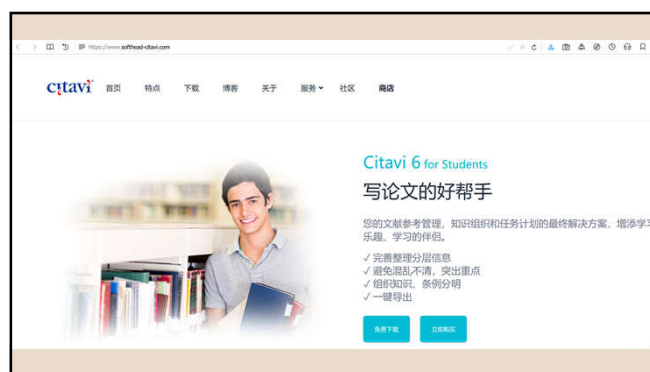 https://www.softhead-citavi.com
citavi 首页 特点 下载 博客 关于 服务 社区 商店
Citavi 6 for Students
写论文的好帮手
您的文献参考管理，知识组织和任务计划的最终解决方案，增添学习
乐趣、学习的伴侣。
✓ 完善整理分层信息
✓ 避免混乱不清，突出重点
✓ 组织知识、条例分明
✓ 一键导出
免费下载 立即购买